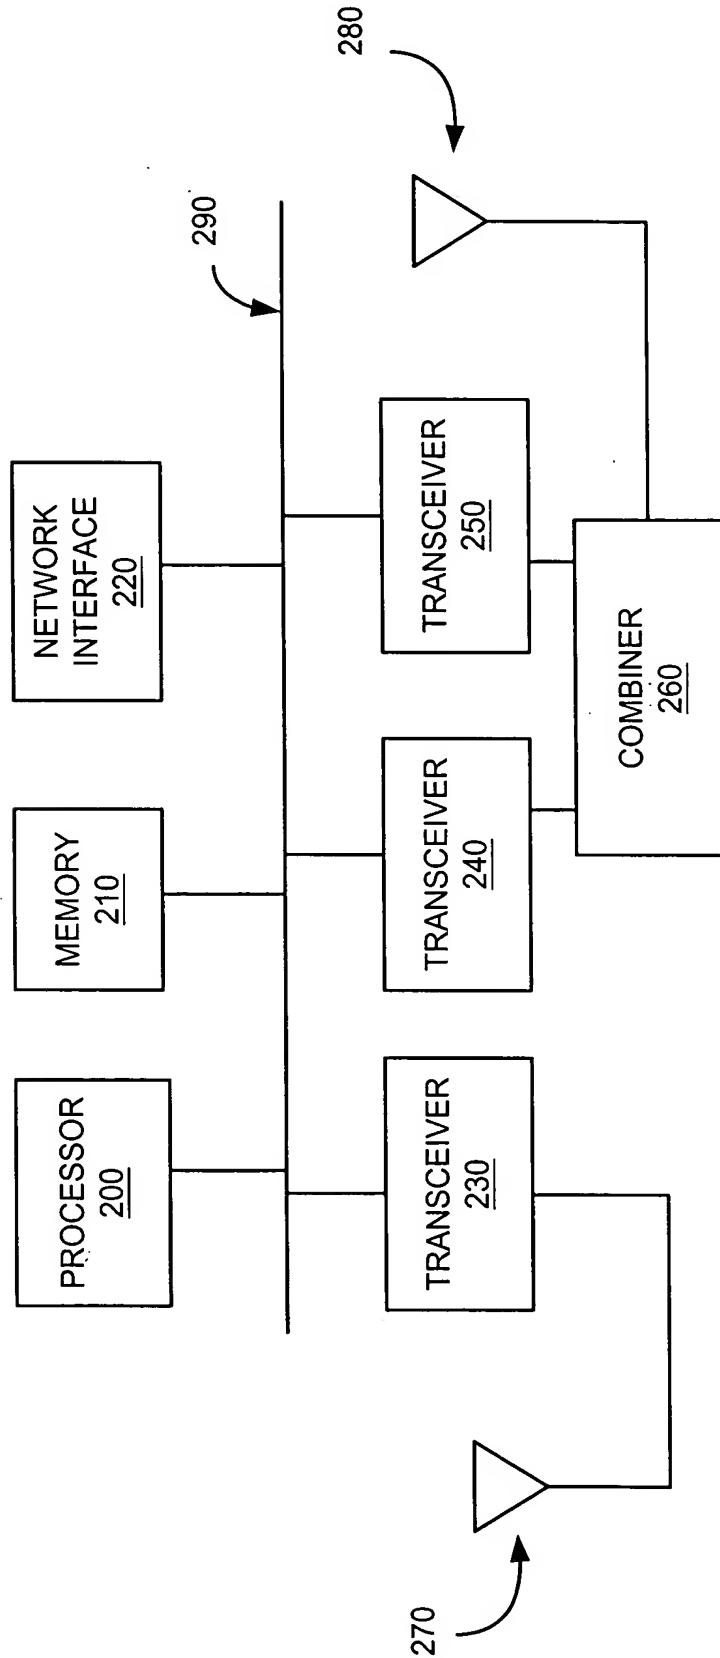 PROCESSOR
200
MEMORY
210
NETWORK
INTERFACE
220
290
280
TRANSCEIVER
230
TRANSCEIVER
240
TRANSCEIVER
250
270
COMBINER
260